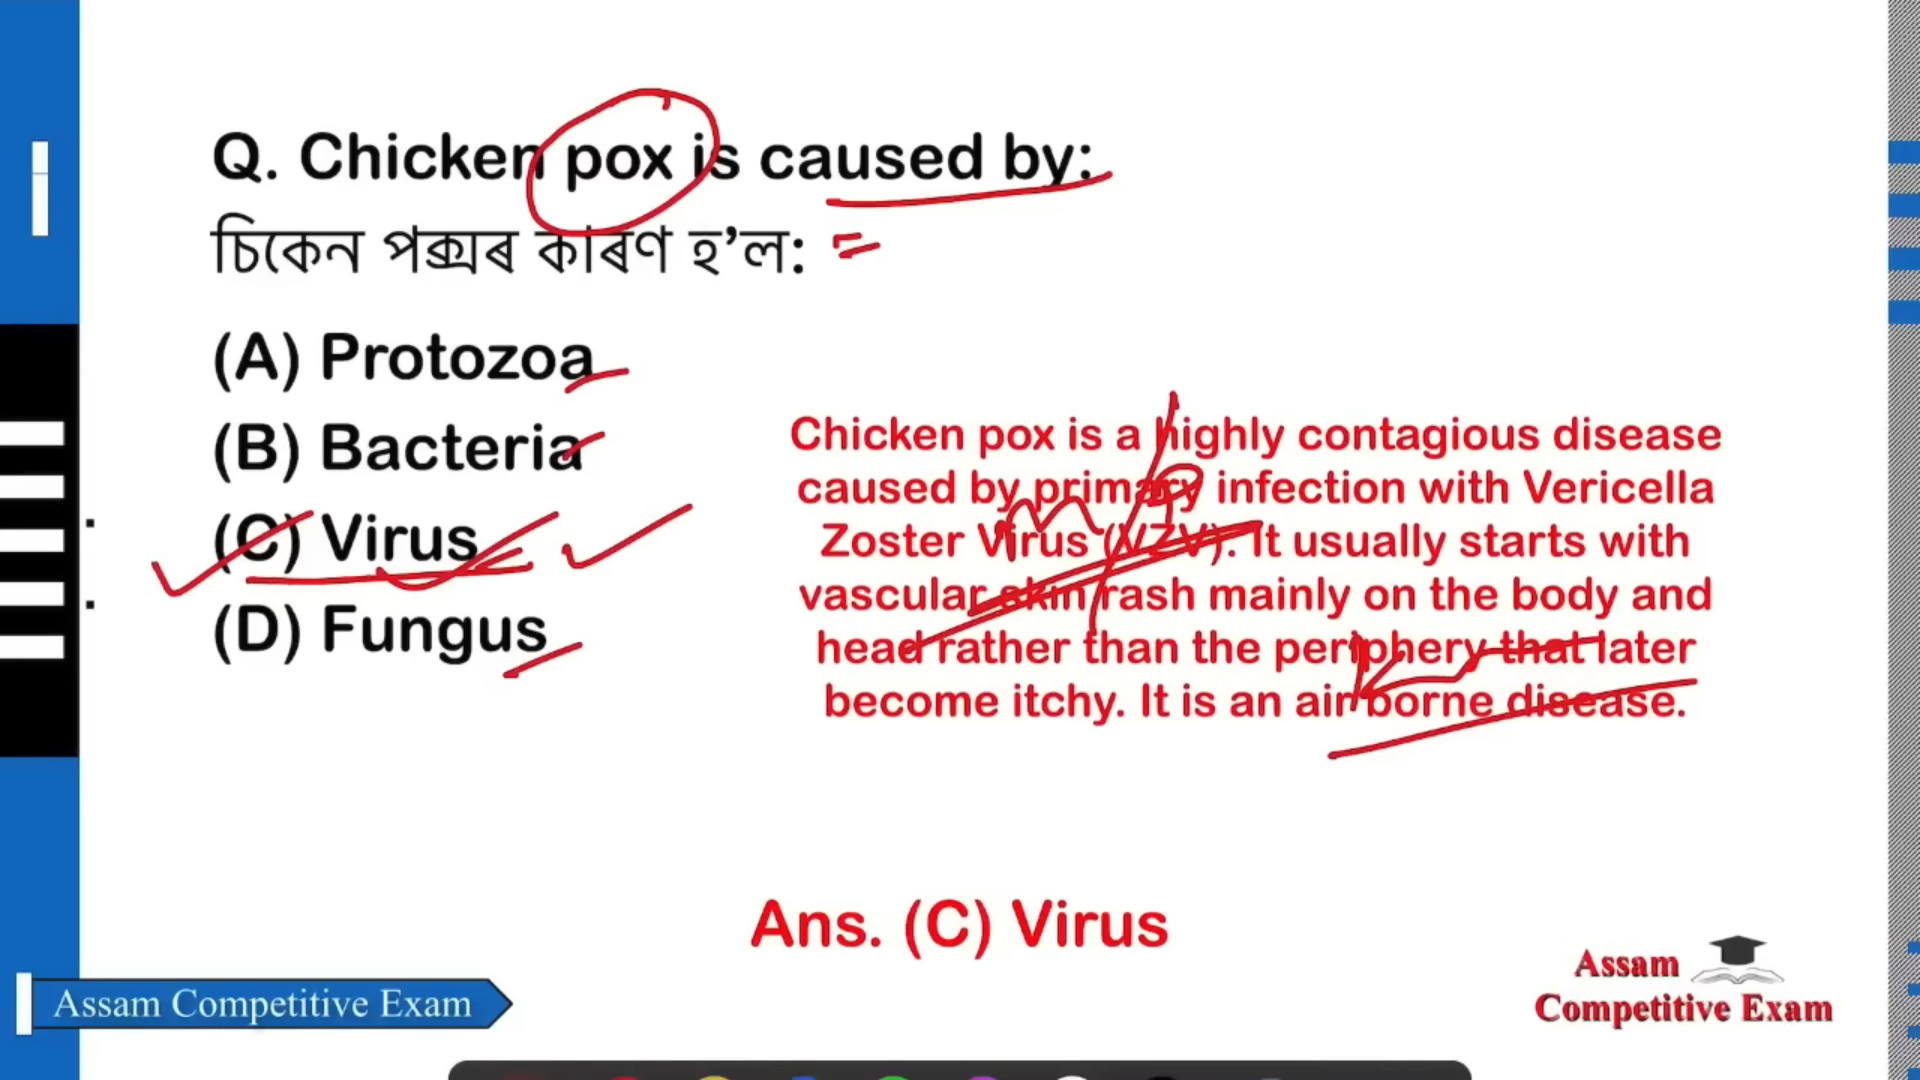 Q. Chicken pox is caused by:
চিকেন পক্সৰ কাৰণ হ’ল:
(A) Protozoa
(B) Bacteria
(C) Virus
(D) Fungus
Chicken pox is a highly contagious disease
caused by primary infection with Vericella
Zoster Virus (VZV). It usually starts with
vascular skin rash mainly on the body and
head rather than the periphery that later
become itchy. It is an air borne disease.
Ans. (C) Virus
Assam Competitive Exam
Assam
Competitive Exam